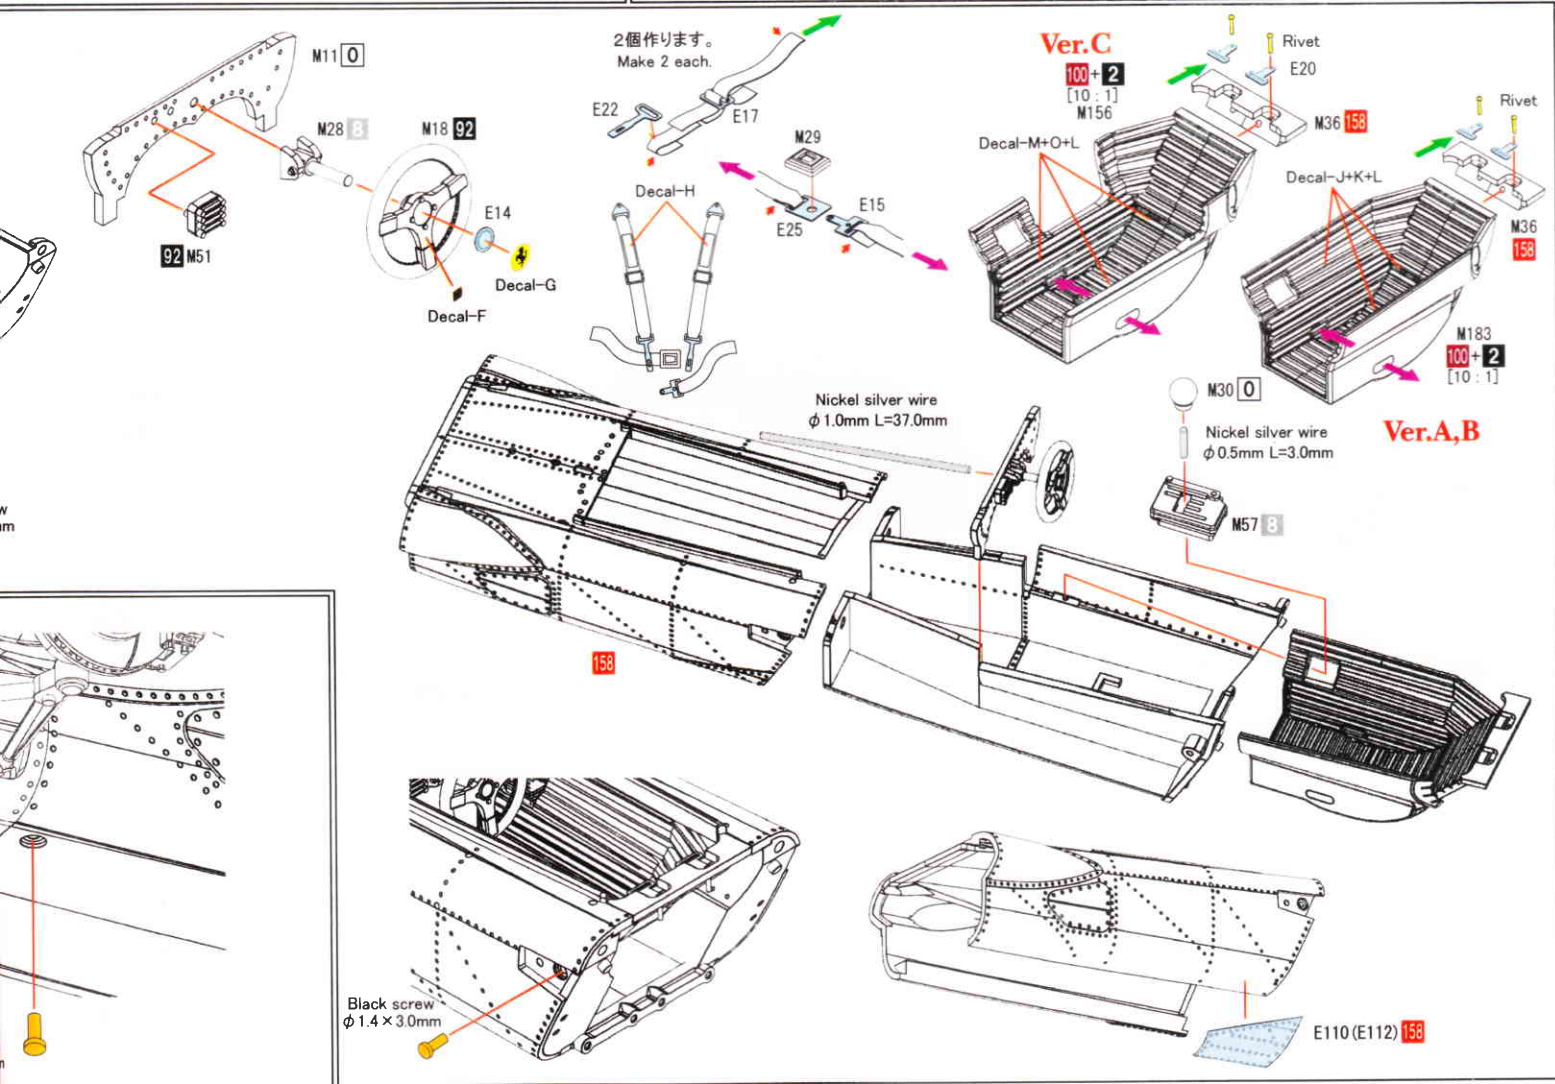 M11 0
M28 8
M18 92
E14
92 M51
Decal-G
Decal-F
2個作ります。
Make 2 each.
E22
E17
M29
Decal-H
E25
E15
Ver.C
100+2
[10 : 1]
M156
Decal-M+O+L
Rivet
E20
M36 158
Rivet
Decal-J+K+L
M36
158
M183
100+2
[10 : 1]
Ver.A,B
Nickel silver wire
φ1.0mm L=37.0mm
M30 0
Nickel silver wire
φ0.5mm L=3.0mm
M57 8
158
Black screw
φ1.4×3.0mm
E110(E112) 158